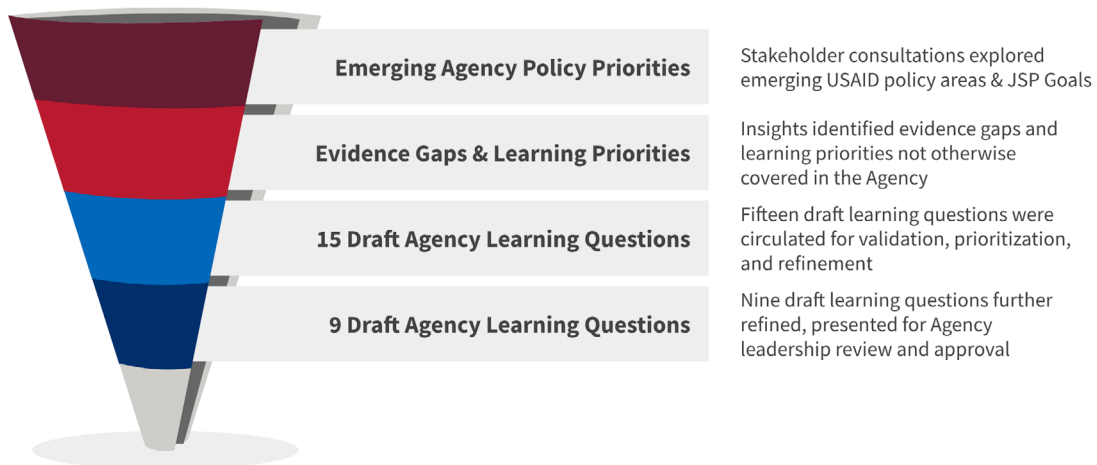 Emerging Agency Policy Priorities
Stakeholder consultations explored
emerging USAID policy areas & JSP Goals
Evidence Gaps & Learning Priorities
Insights identified evidence gaps and
learning priorities not otherwise
covered in the Agency
15 Draft Agency Learning Questions
Fifteen draft learning questions were
circulated for validation, prioritization,
and refinement
9 Draft Agency Learning Questions
Nine draft learning questions further
refined, presented for Agency
leadership review and approval